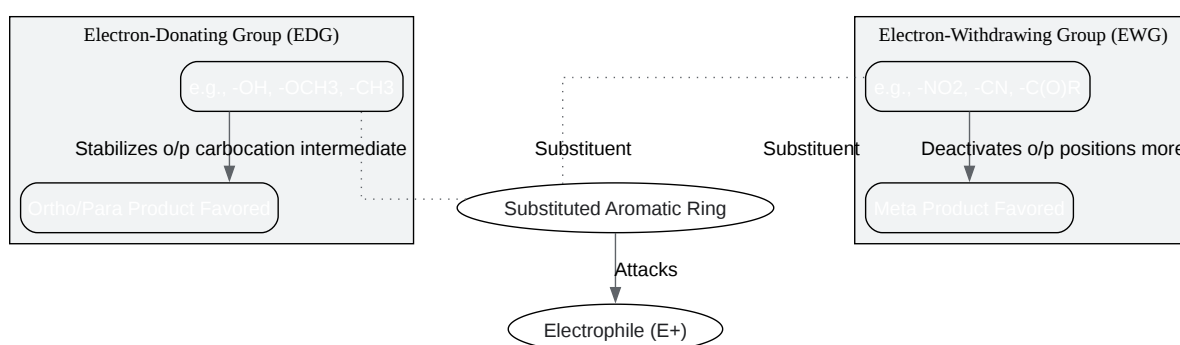 Electron-Donating Group (EDG)
e.g., -OH, -OCH3, -CH3
Stabilizes o/p carbocation intermediate
Ortho/Para Product Favored
Electron-Withdrawing Group (EWG)
e.g., -NO2, -CN, -C(O)R
Deactivates o/p positions more
Meta Product Favored
Substituent
Substituent
Substituted Aromatic Ring
Attacks
Electrophile (E+)